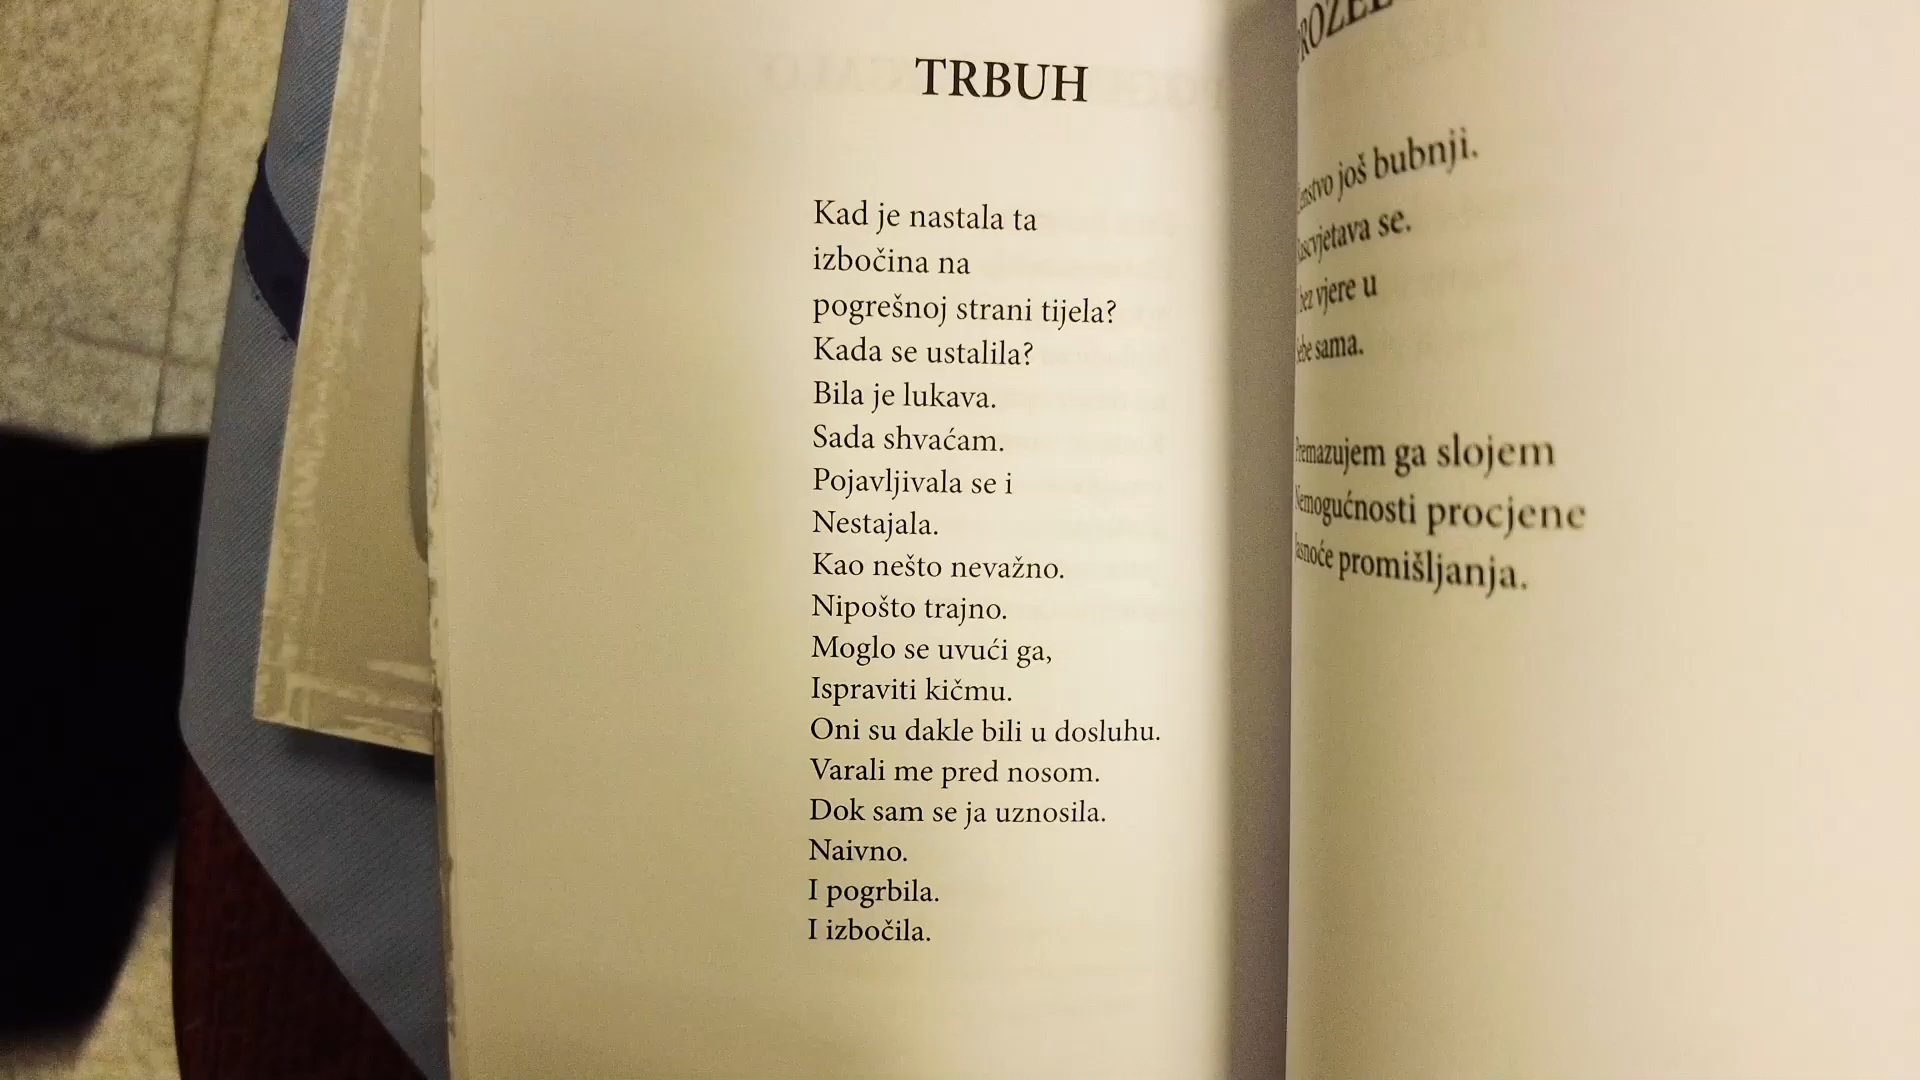 TRBUH
Kad je nastala ta
izbočina na
pogrešnoj strani tijela?
Kada se ustalila?
Bila je lukava.
Sada shvaćam.
Pojavljivala se i
Nestajala.
Kao nešto nevažno.
Nipošto trajno.
Moglo se uvući ga,
Ispraviti kičmu.
Oni su dakle bili u dosluhu.
Varali me pred nosom.
Dok sam se ja uznosila.
Naivno.
I pogrbila.
I izbočila.
još bubnji.
se.
bez vjere u
sama.
Premazujem ga slojem
Nemogućnosti procjene
promišljanja.